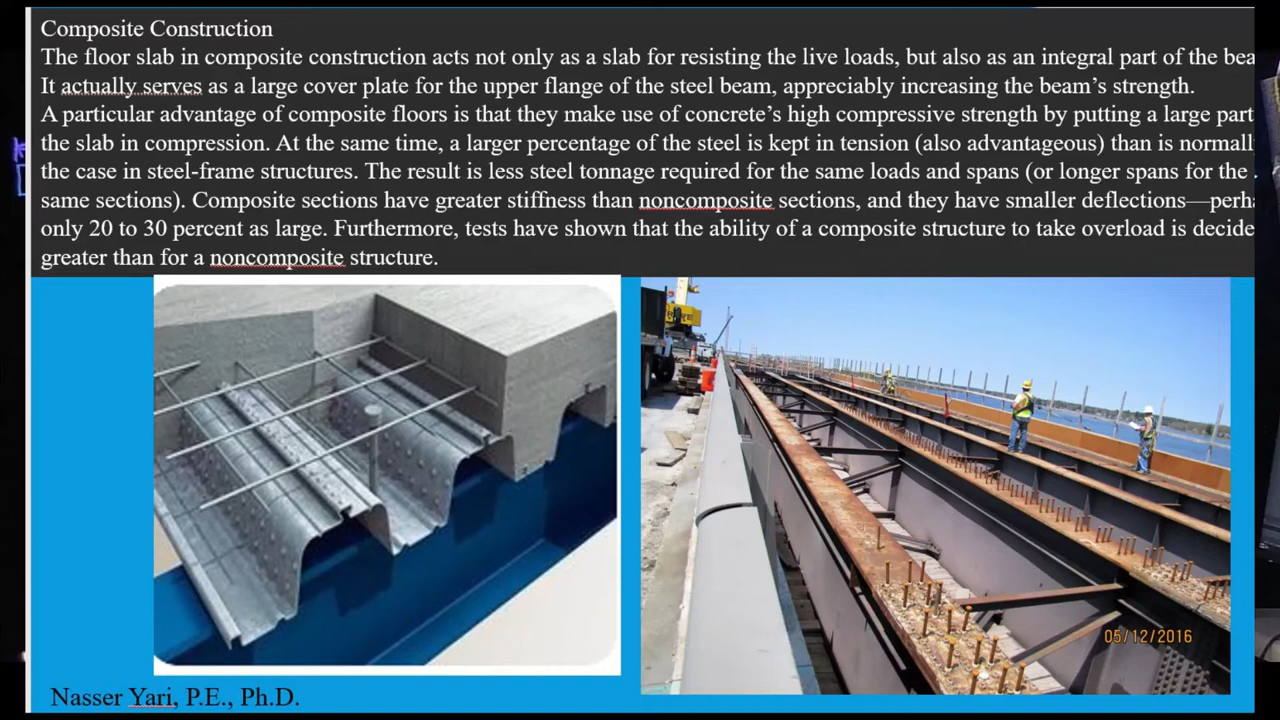 Composite Construction
The floor slab in composite construction acts not only as a slab for resisting the live loads, but also as an integral part of the bea
It actually serves as a large cover plate for the upper flange of the steel beam, appreciably increasing the beam’s strength.
A particular advantage of composite floors is that they make use of concrete’s high compressive strength by putting a large part
the slab in compression. At the same time, a larger percentage of the steel is kept in tension (also advantageous) than is normall
the case in steel-frame structures. The result is less steel tonnage required for the same loads and spans (or longer spans for the
same sections). Composite sections have greater stiffness than noncomposite sections, and they have smaller deflections—perha
only 20 to 30 percent as large. Furthermore, tests have shown that the ability of a composite structure to take overload is decide
greater than for a noncomposite structure.
05/12/2016
Nasser Yari, P.E., Ph.D.